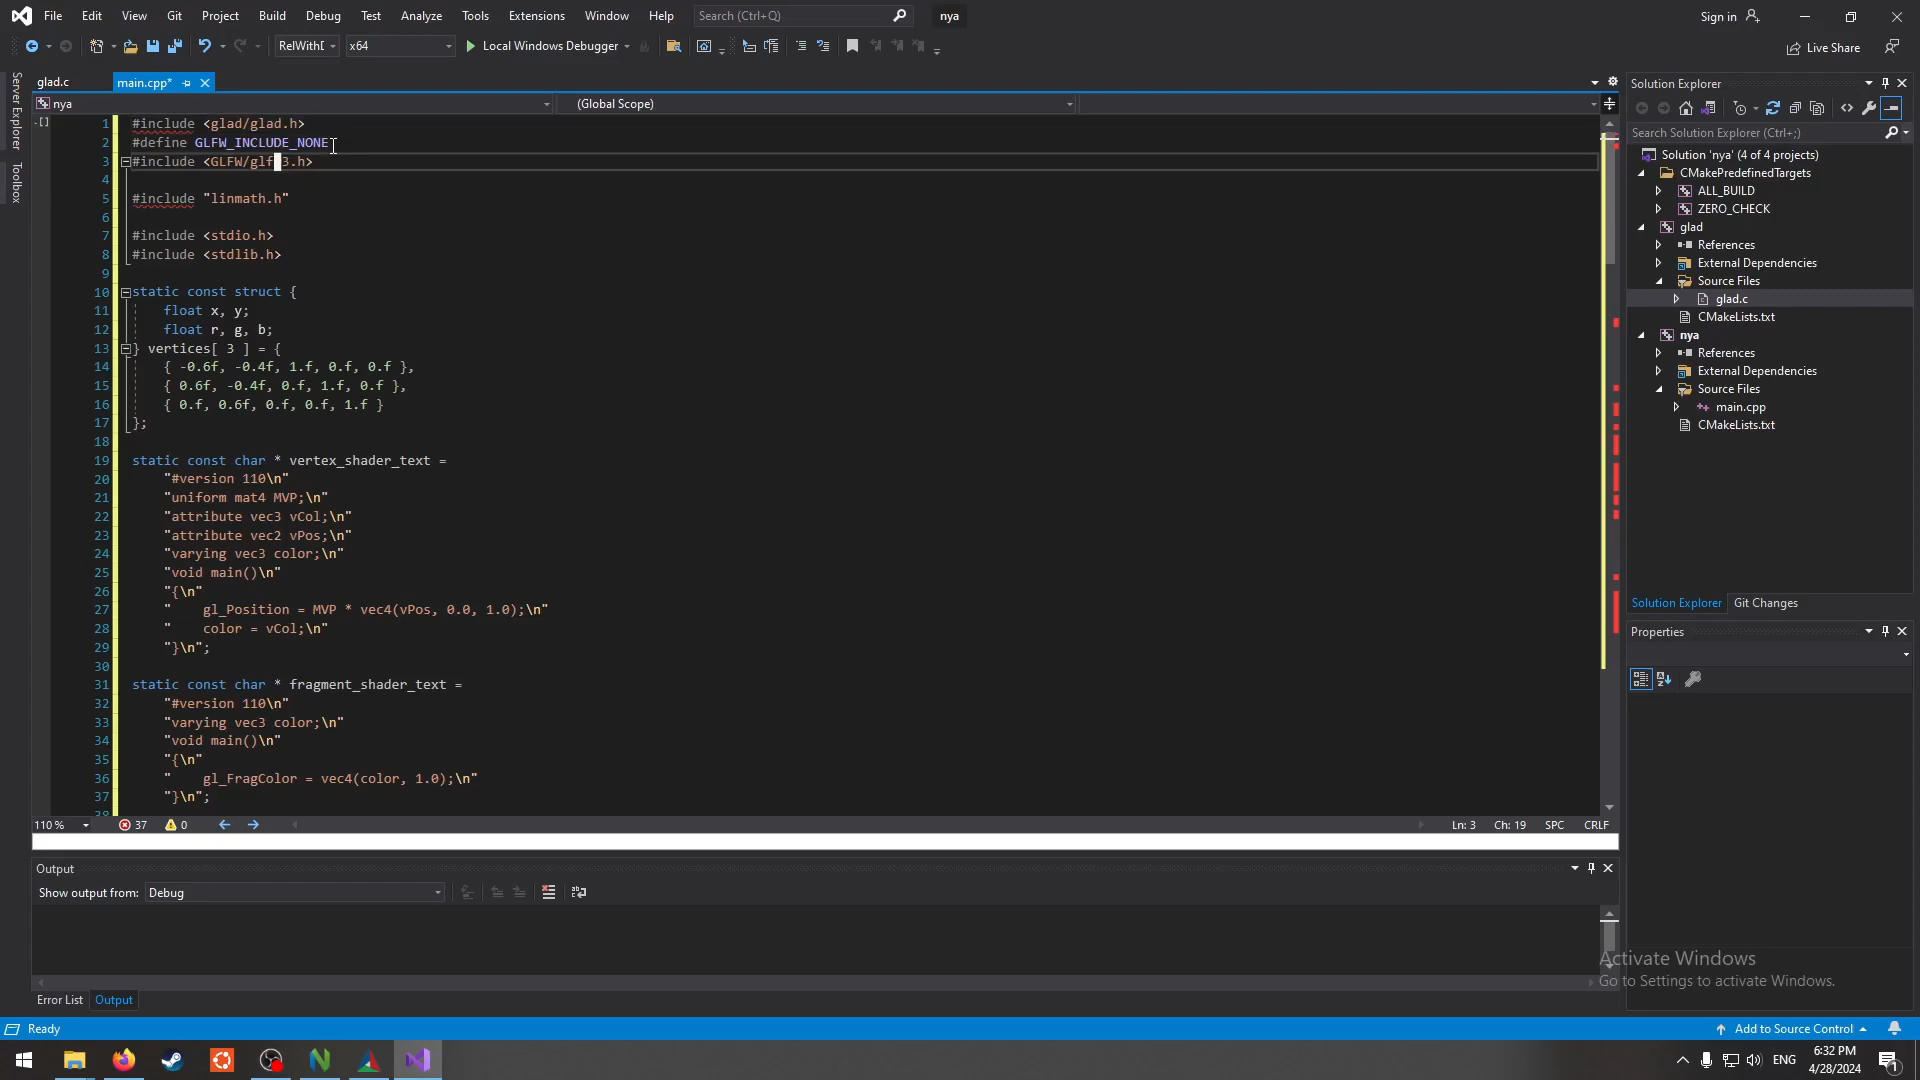 File Edit View Git Project Build Debug Test Analyze Tools Extensions Window Help Search (Ctrl+Q) nya Sign in
RelWithD x64 Local Windows Debugger Live Share
Server Explorer
Toolbox
glad.c main.cpp*
nya (Global Scope)
1 #include <glad/glad.h>
2 #define GLFW_INCLUDE_NONE
3 #include <GLFW/glf 3.h>
4
5 #include "linmath.h"
6
7 #include <stdio.h>
8 #include <stdlib.h>
9
10 static const struct {
11 float x, y;
12 float r, g, b;
13 } vertices[ 3 ] = {
14 { -0.6f, -0.4f, 1.f, 0.f, 0.f },
15 { 0.6f, -0.4f, 0.f, 1.f, 0.f },
16 { 0.f, 0.6f, 0.f, 0.f, 1.f }
17 };
18
19 static const char * vertex_shader_text =
20 "#version 110\n"
21 "uniform mat4 MVP;\n"
22 "attribute vec3 vCol;\n"
23 "attribute vec2 vPos;\n"
24 "varying vec3 color;\n"
25 "void main()\n"
26 "{\n"
27 " gl_Position = MVP * vec4(vPos, 0.0, 1.0);\n"
28 " color = vCol;\n"
29 "}\n";
30
31 static const char * fragment_shader_text =
32 "#version 110\n"
33 "varying vec3 color;\n"
34 "void main()\n"
35 "{\n"
36 " gl_FragColor = vec4(color, 1.0);\n"
37 "}\n";
38
110 % 37 0 Ln: 3 Ch: 19 SPC CRLF
Output
Show output from: Debug
Error List Output
Solution Explorer
Search Solution Explorer (Ctrl+;)
Solution 'nya' (4 of 4 projects)
CMakePredefinedTargets
ALL_BUILD
ZERO_CHECK
glad
References
External Dependencies
Source Files
glad.c
CMakeLists.txt
nya
References
External Dependencies
Source Files
main.cpp
CMakeLists.txt
Solution Explorer Git Changes
Properties
Activate Windows
Go to Settings to activate Windows.
Ready Add to Source Control
ENG 6:32 PM
4/28/2024
1